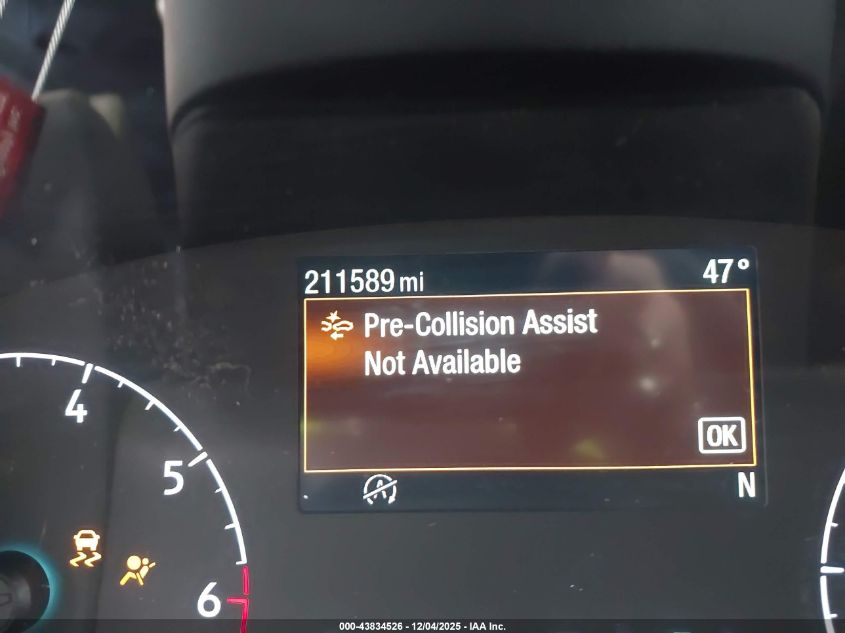 211589 mi 47°
Pre-Collision Assist
Not Available
OK
N
4
5
6
000-43834526 - 12/04/2025 - IAA Inc.